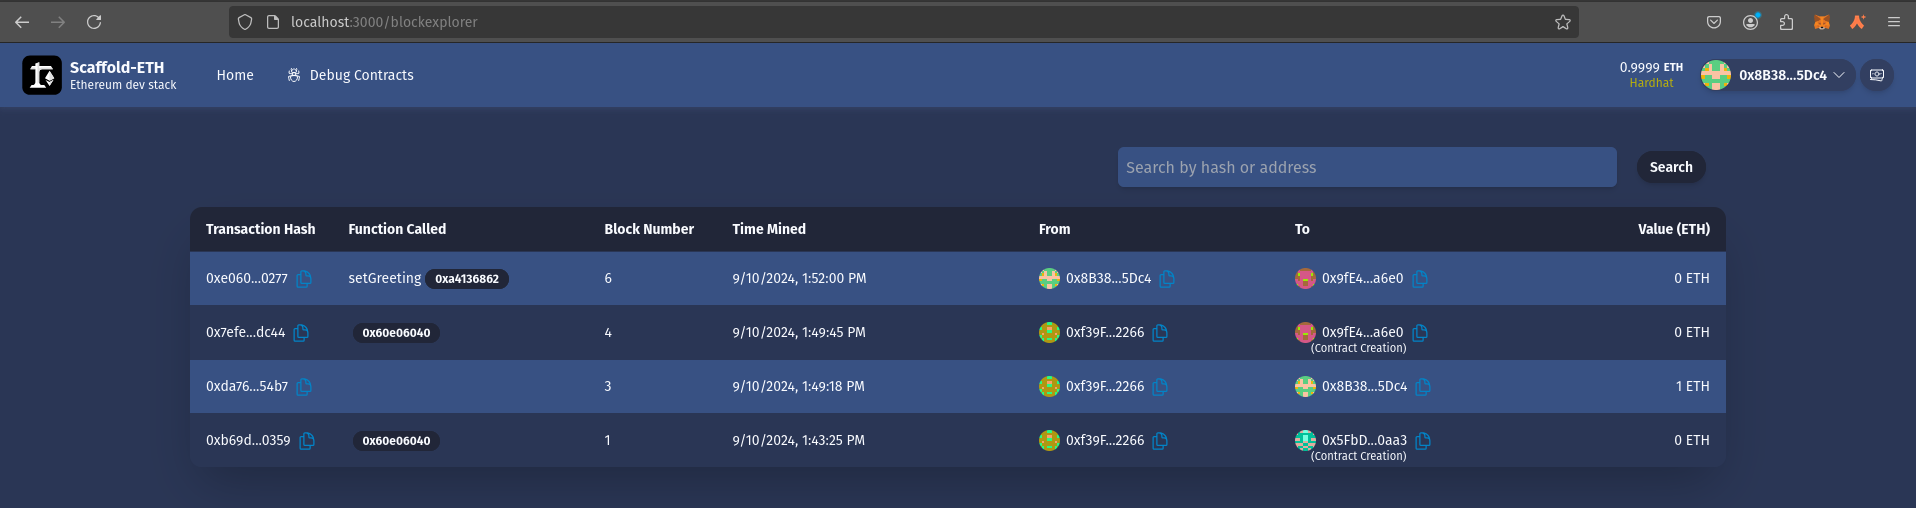 localhost:3000/blockexplorer
Scaffold-ETH
Ethereum dev stack
Home
Debug Contracts
0.9999 ETH
Hardhat
0x8B38...5Dc4
Search by hash or address
Search
Transaction Hash Function Called Block Number Time Mined From To Value (ETH)
0xe060...0277 setGreeting 0xa4136862 6 9/10/2024, 1:52:00 PM 0x8B38...5Dc4 0x9fE4...a6e0 0 ETH
0x7efe...dc44 0x60e06040 4 9/10/2024, 1:49:45 PM 0xf39F...2266 0x9fE4...a6e0 0 ETH
(Contract Creation)
0xda76...54b7 3 9/10/2024, 1:49:18 PM 0xf39F...2266 0x8B38...5Dc4 1 ETH
0xb69d...0359 0x60e06040 1 9/10/2024, 1:43:25 PM 0xf39F...2266 0x5FbD...0aa3 0 ETH
(Contract Creation)